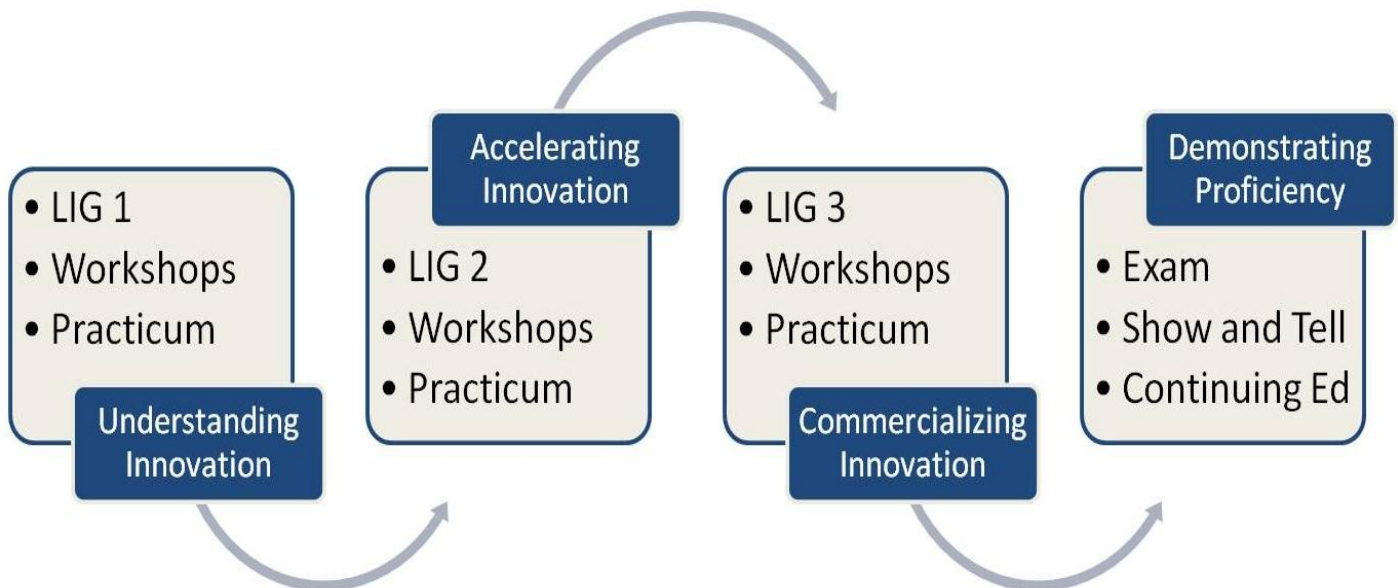 • LIG 1
• Workshops
• Practicum
Understanding
Innovation
Accelerating
Innovation
• LIG 2
• Workshops
• Practicum
• LIG 3
• Workshops
• Practicum
Commercializing
Innovation
Demonstrating
Proficiency
• Exam
• Show and Tell
• Continuing Ed